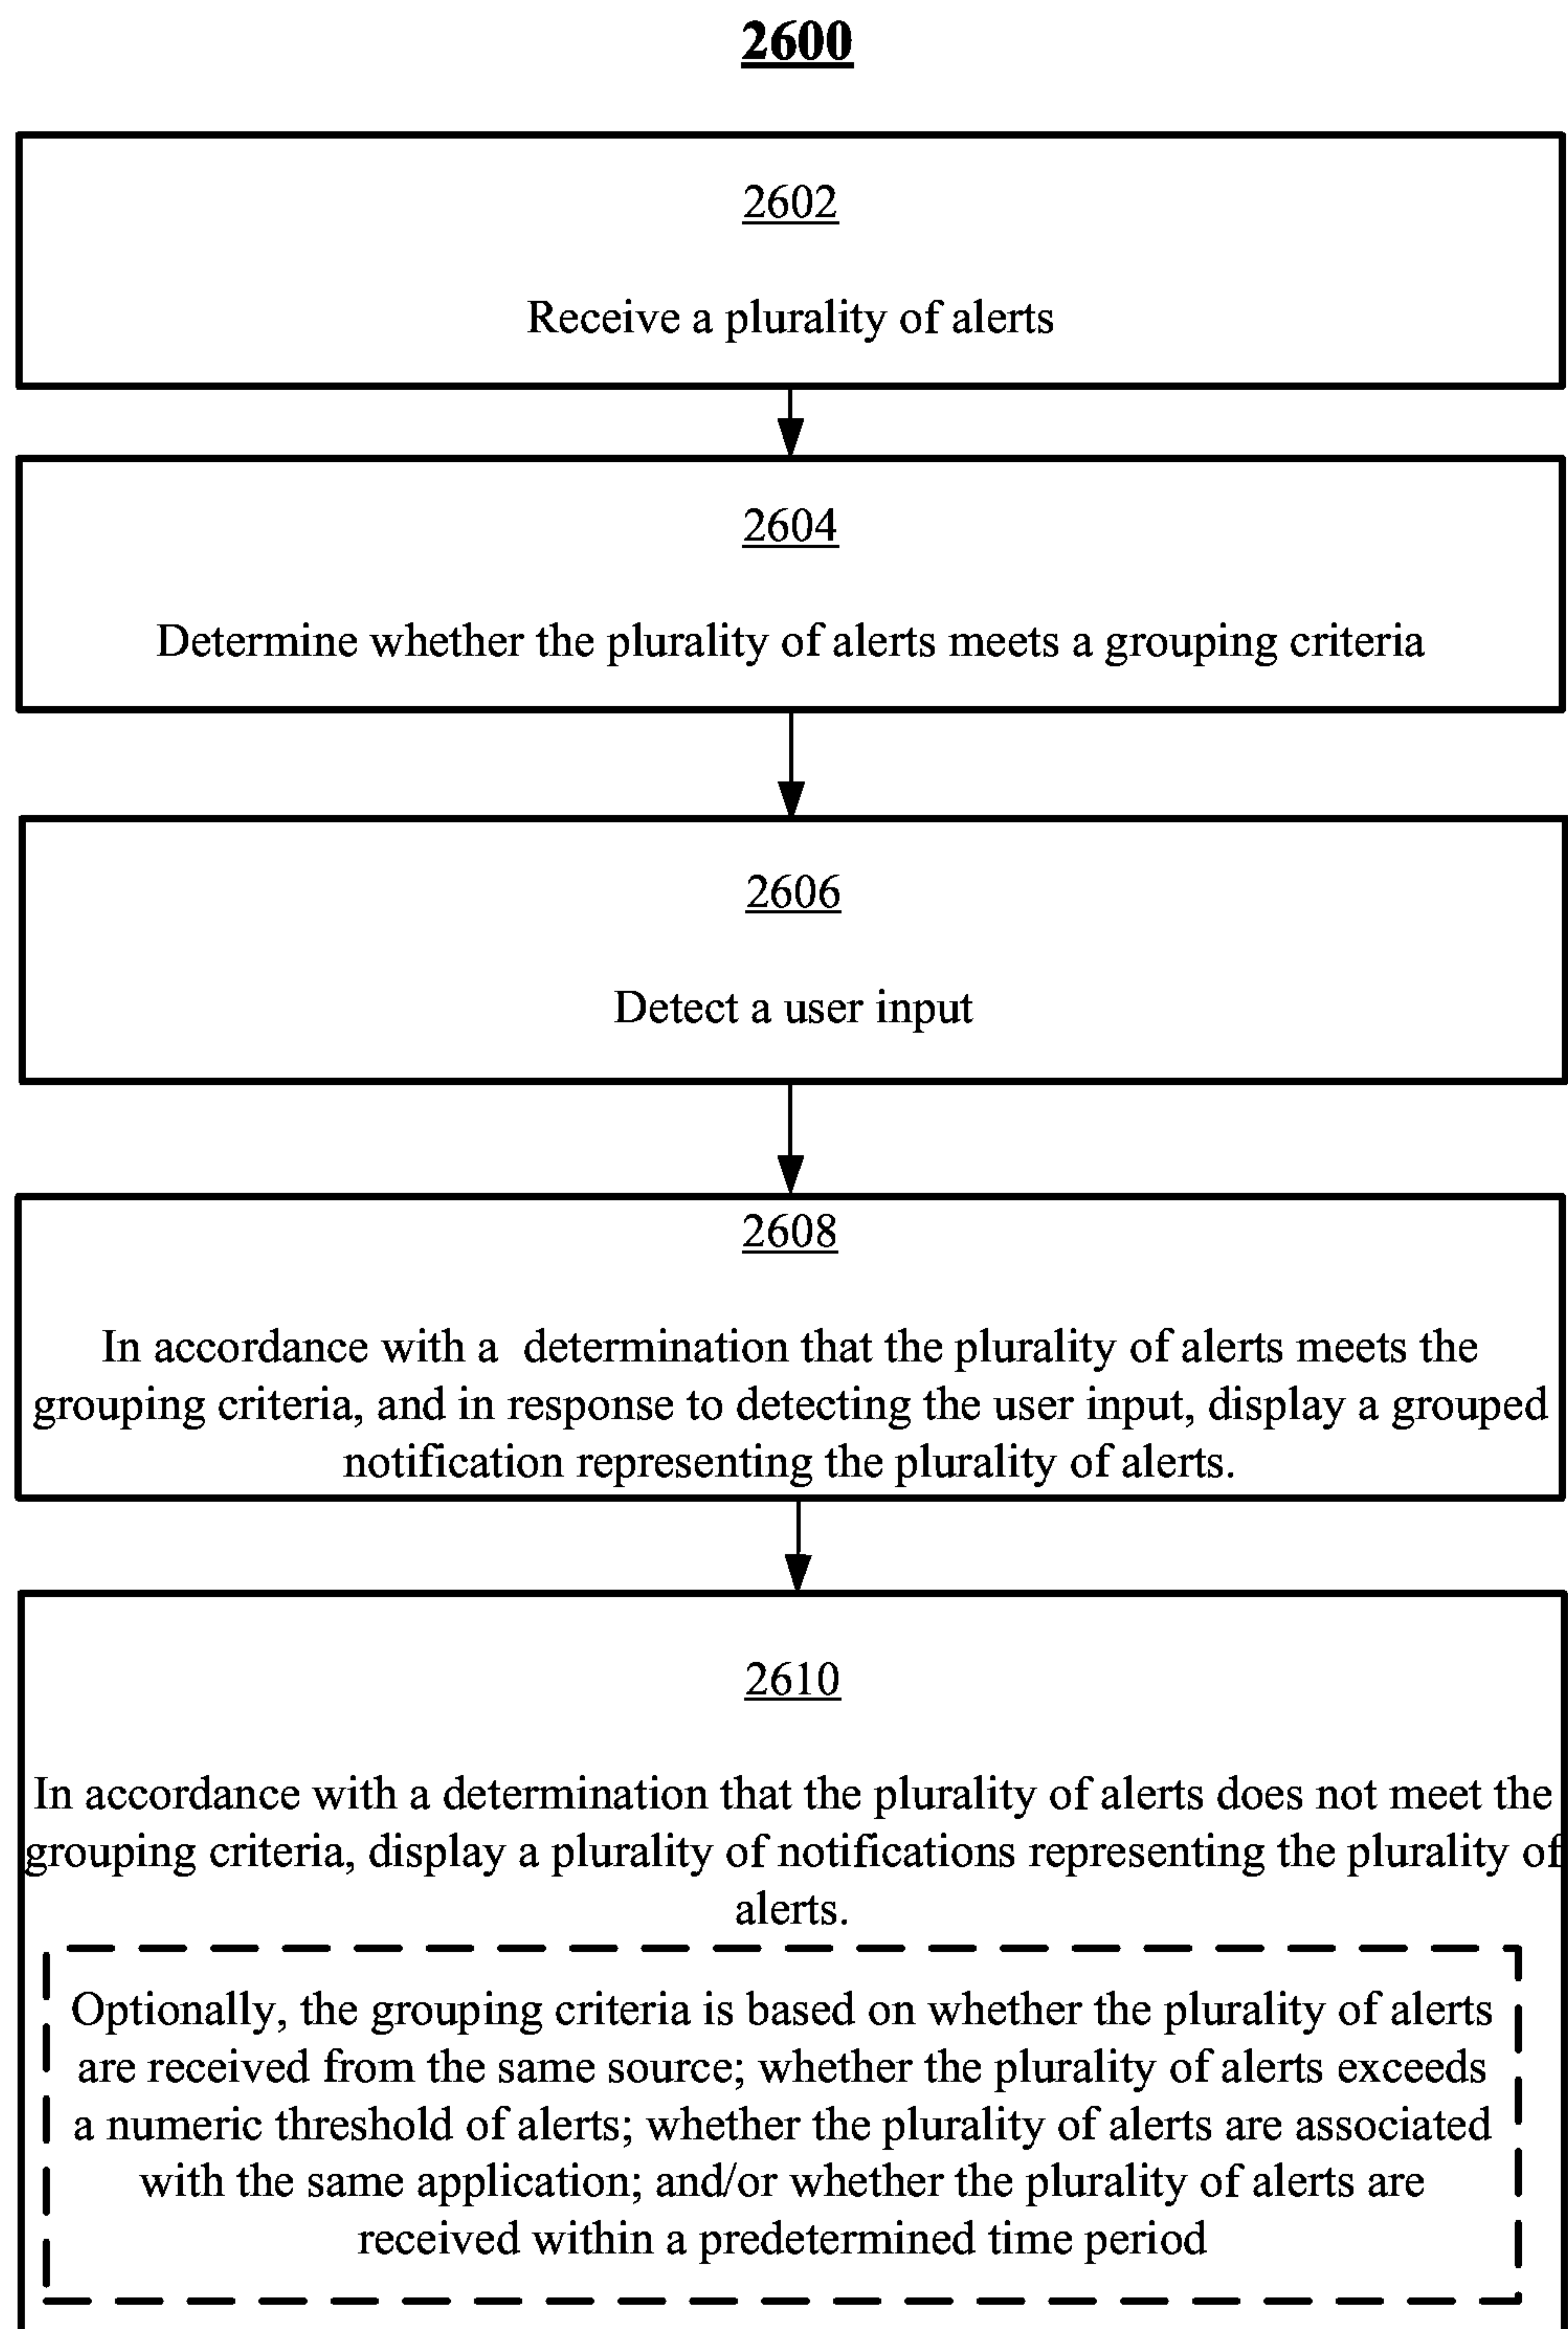 2600
2602
Receive a plurality of alerts
2604
Determine whether the plurality of alerts meets a grouping criteria
2606
Detect a user input
2608
In accordance with a determination that the plurality of alerts meets the
grouping criteria, and in response to detecting the user input, display a grouped
notification representing the plurality of alerts.
2610
In accordance with a determination that the plurality of alerts does not meet the
grouping criteria, display a plurality of notifications representing the plurality of
alerts.
Optionally, the grouping criteria is based on whether the plurality of alerts
are received from the same source; whether the plurality of alerts exceeds
a numeric threshold of alerts; whether the plurality of alerts are associated
with the same application; and/or whether the plurality of alerts are
received within a predetermined time period